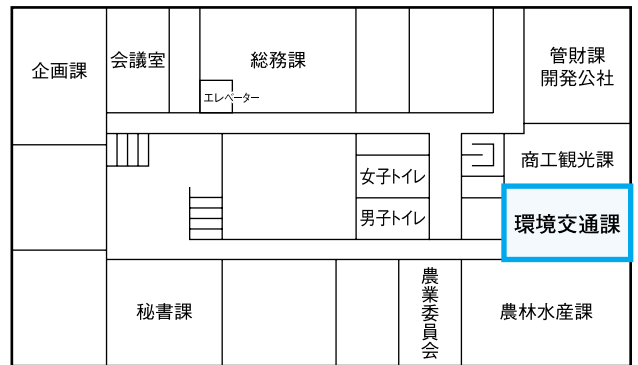 企画課
会議室
総務課
エレベーター
管財課
開発公社
商工観光課
女子トイレ
男子トイレ
環境交通課
秘書課
農業委員会
農林水産課